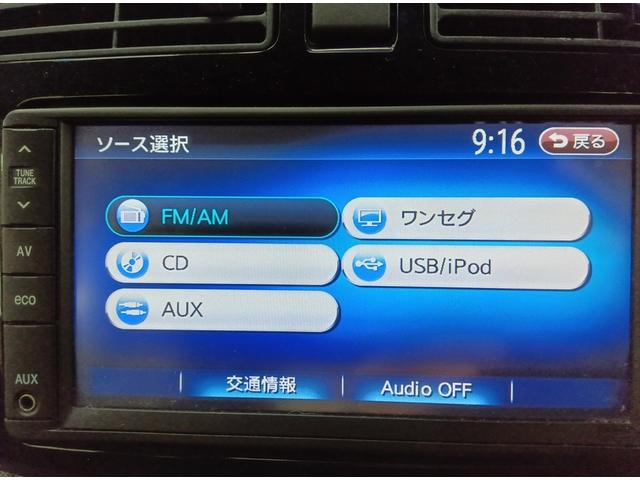 ソース選択
9:16
戻る
TUNE
TRACK
FM/AM
ワンセグ
AV
CD
USB/iPod
eco
AUX
AUX
交通情報
Audio OFF